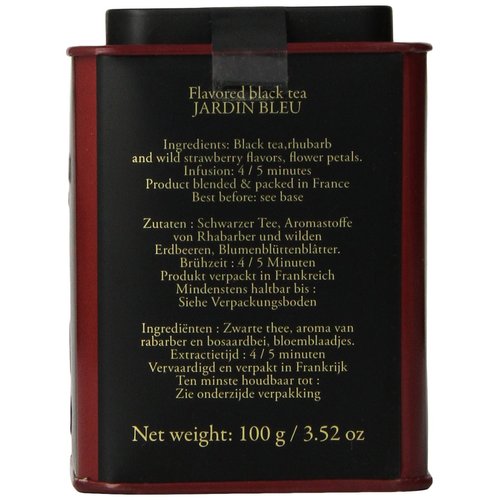 Flavored black tea
JARDIN BLEU
Ingredients: Black tea,rhubarb
and wild strawberry flavors, flower petals.
Infusion: 4 / 5 minutes
Product blended & packed in France
Best before: see base
Zutaten : Schwarzer Tee, Aromastoffe
von Rhabarber und wilden
Erdbeeren, Blumenblüttenblåtter.
Brühzeit : 4 / 5 Minuten
Produkt verpackt in Frankreich
Mindenstens haltbar bis :
Siehe Verpackungsboden
Ingrediënten : Zwarte thee, aroma van
rabarber en bosaardbei, bloemblaadjes.
Extractietijd : 4 / 5 minuten
Vervaardigd en verpakt in Frankrijk
Ten minste houdbaar tot :
Zie onderzijde verpakking
Net weight: 100 g / 3.52 oz